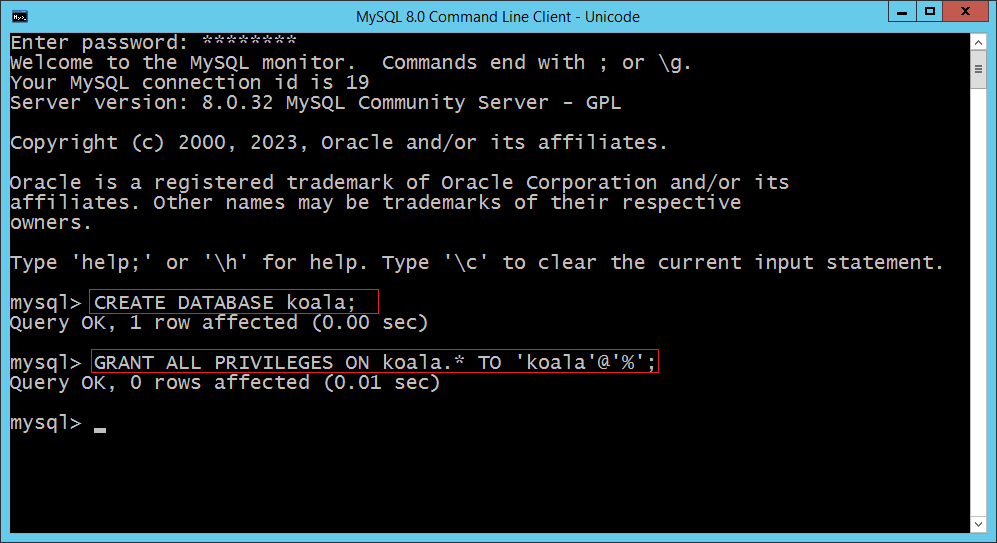 MySQL 8.0 Command Line Client - Unicode
Enter password: ********
Welcome to the MySQL monitor.  Commands end with ; or \g.
Your MySQL connection id is 19
Server version: 8.0.32 MySQL Community Server - GPL
Copyright (c) 2000, 2023, Oracle and/or its affiliates.
Oracle is a registered trademark of Oracle Corporation and/or its
affiliates. Other names may be trademarks of their respective
owners.
Type 'help;' or '\h' for help. Type '\c' to clear the current input statement.
mysql> CREATE DATABASE koala;
Query OK, 1 row affected (0.00 sec)
mysql> GRANT ALL PRIVILEGES ON koala.* TO 'koala'@'%';
Query OK, 0 rows affected (0.01 sec)
mysql>